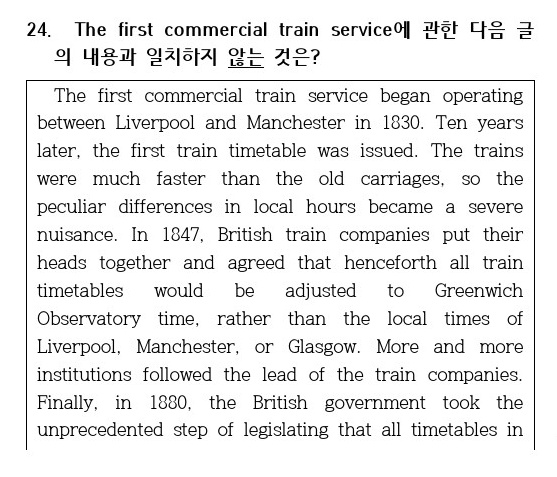 24. The first commercial train service에 관한 다음 글
의 내용과 일치하지 않는 것은?
The first commercial train service began operating
between Liverpool and Manchester in 1830. Ten years
later, the first train timetable was issued. The trains
were much faster than the old carriages, so the
peculiar differences in local hours became a severe
nuisance. In 1847, British train companies put their
heads together and agreed that henceforth all train
timetables would be adjusted to Greenwich
Observatory time, rather than the local times of
Liverpool, Manchester, or Glasgow. More and more
institutions followed the lead of the train companies.
Finally, in 1880, the British government took the
unprecedented step of legislating that all timetables in